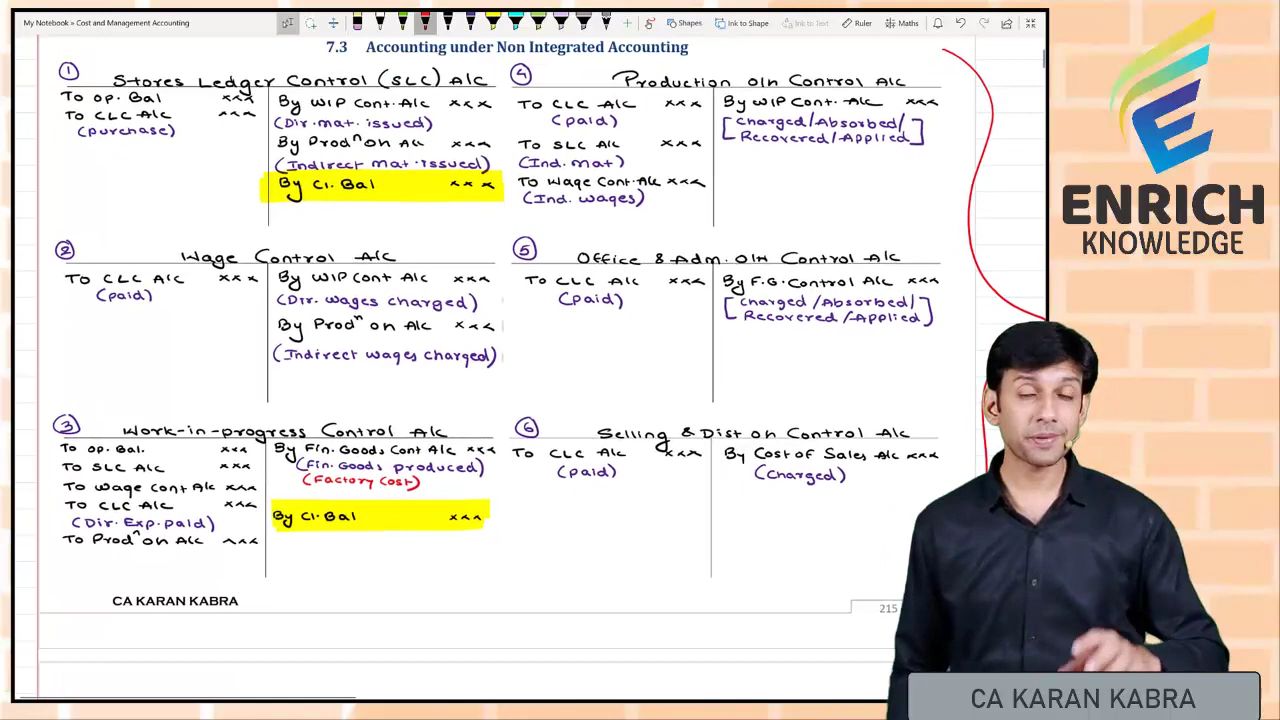 My Notebook » Cost and Management Accounting
Shapes
Ink to Shape
Ink to Text
Ruler
Maths
7.3 Accounting under Non Integrated Accounting
① Stores Ledger Control (SLC) A/c
To Op. Bal xxx
To CLC A/c xxx
(purchase)
By WIP Cont. A/c xxx
(Dir. mat. issued)
By Prodⁿ OH A/c xxx
(Indirect mat. issued)
By Cl. Bal xxx
② Wage Control A/c
To CLC A/c xxx
(paid)
By WIP Cont A/c xxx
(Dir. wages charged)
By Prodⁿ OH A/c xxx
(Indirect wages charged)
③ Work-in-progress Control A/c
To Op. Bal. xxx
To SLC A/c xxx
To Wage Cont A/c xxx
To CLC A/c xxx
(Dir. Exp. paid)
To Prodⁿ OH A/c xxx
By Fin. Goods Cont A/c xxx
(Fin. Goods produced)
(Factory Cost)
By Cl. Bal xxx
④ Production O/H Control A/c
To CLC A/c xxx
(paid)
To SLC A/c xxx
(Ind. mat)
To Wage Cont. A/c xxx
(Ind. wages)
By WIP Cont. A/c xxx
[Charged/Absorbed/
Recovered/Applied]
⑤ Office & Adm. O/H Control A/c
To CLC A/c xxx
(paid)
By F.G. Control A/c xxx
[Charged/Absorbed/
Recovered/Applied]
⑥ Selling & Dist OH Control A/c
To CLC A/c xxx
(paid)
By Cost of Sales A/c xxx
(Charged)
CA KARAN KABRA
215
ENRICH
KNOWLEDGE
CA KARAN KABRA